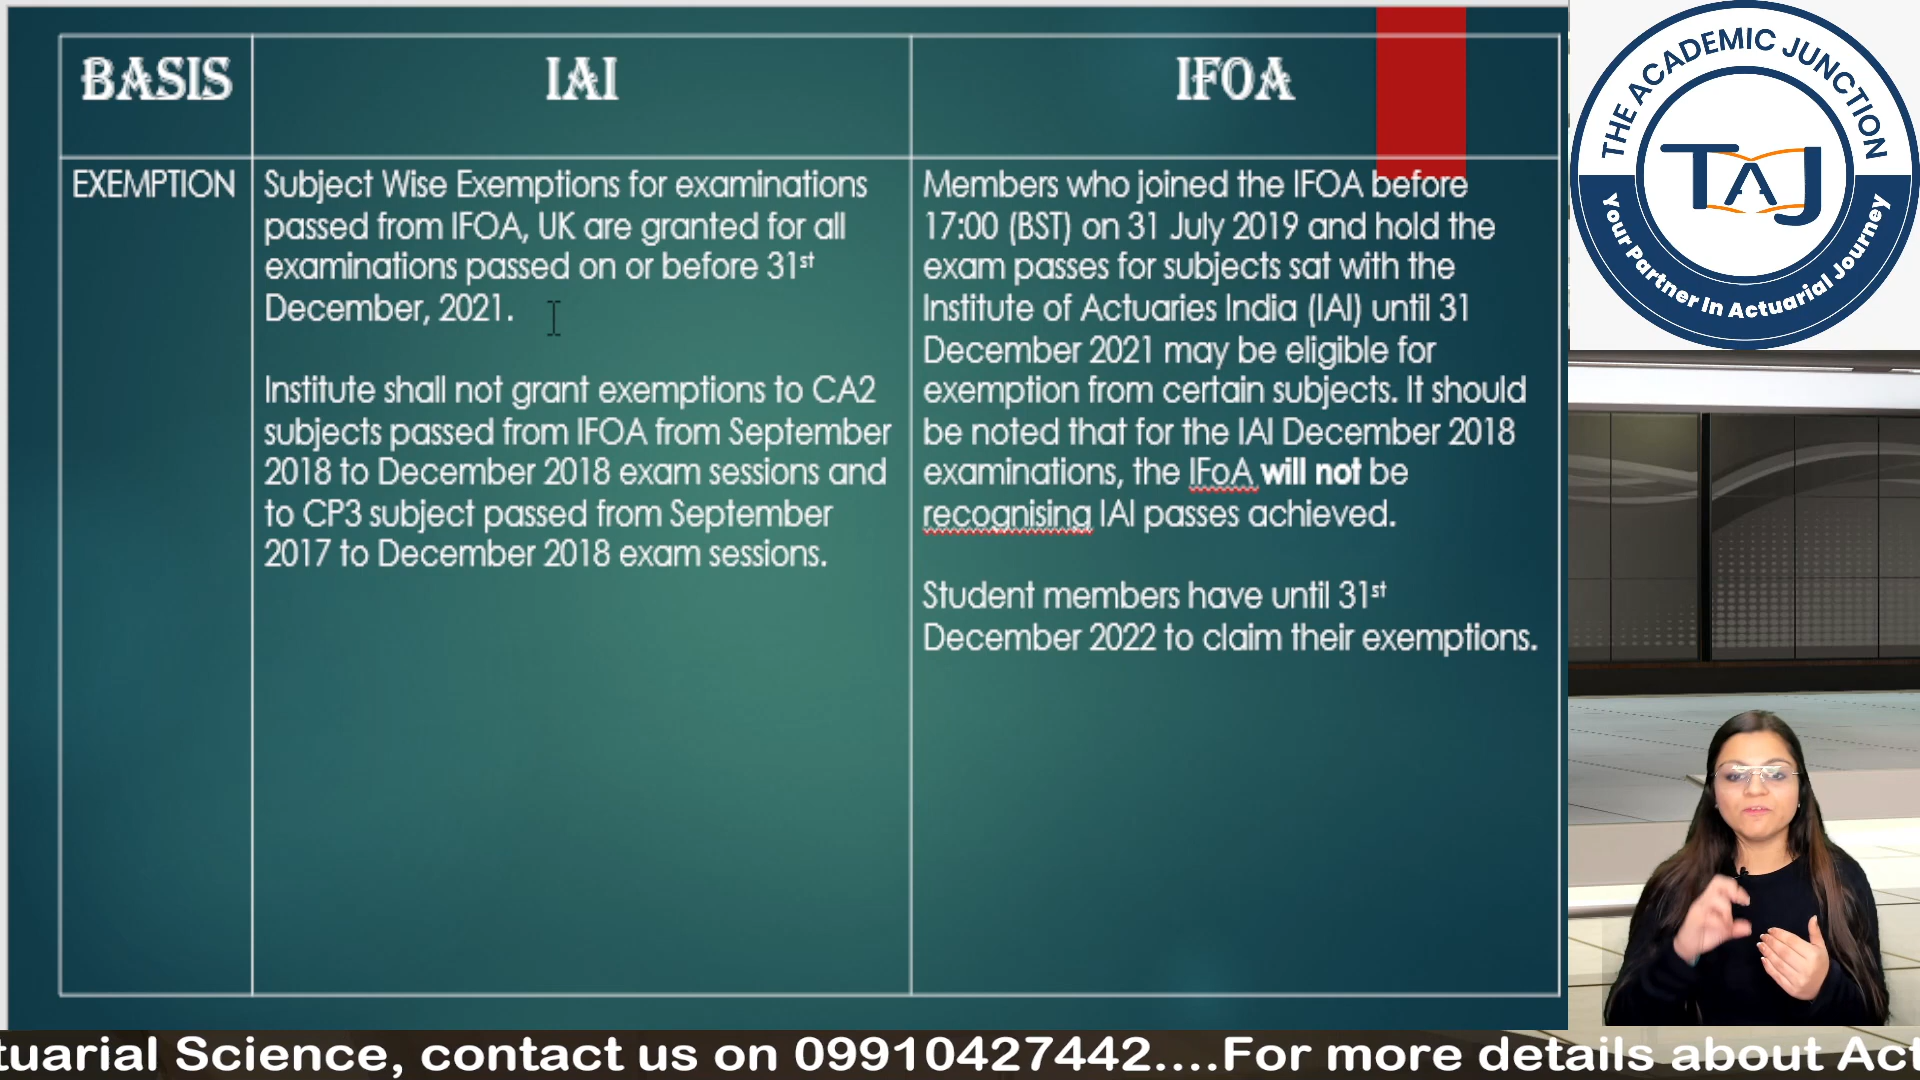 BASIS
IAI
IFOA
EXEMPTION
Subject Wise Exemptions for examinations
passed from IFOA, UK are granted for all
examinations passed on or before 31st
December, 2021.
Institute shall not grant exemptions to CA2
subjects passed from IFOA from September
2018 to December 2018 exam sessions and
to CP3 subject passed from September
2017 to December 2018 exam sessions.
Members who joined the IFOA before
17:00 (BST) on 31 July 2019 and hold the
exam passes for subjects sat with the
Institute of Actuaries India (IAI) until 31
December 2021 may be eligible for
exemption from certain subjects. It should
be noted that for the IAI December 2018
examinations, the IFoA will not be
recognising IAI passes achieved.
Student members have until 31st
December 2022 to claim their exemptions.
THE ACADEMIC JUNCTION
TAJ
Your Partner In Actuarial Journey
tuarial Science, contact us on 09910427442....For more details about Act